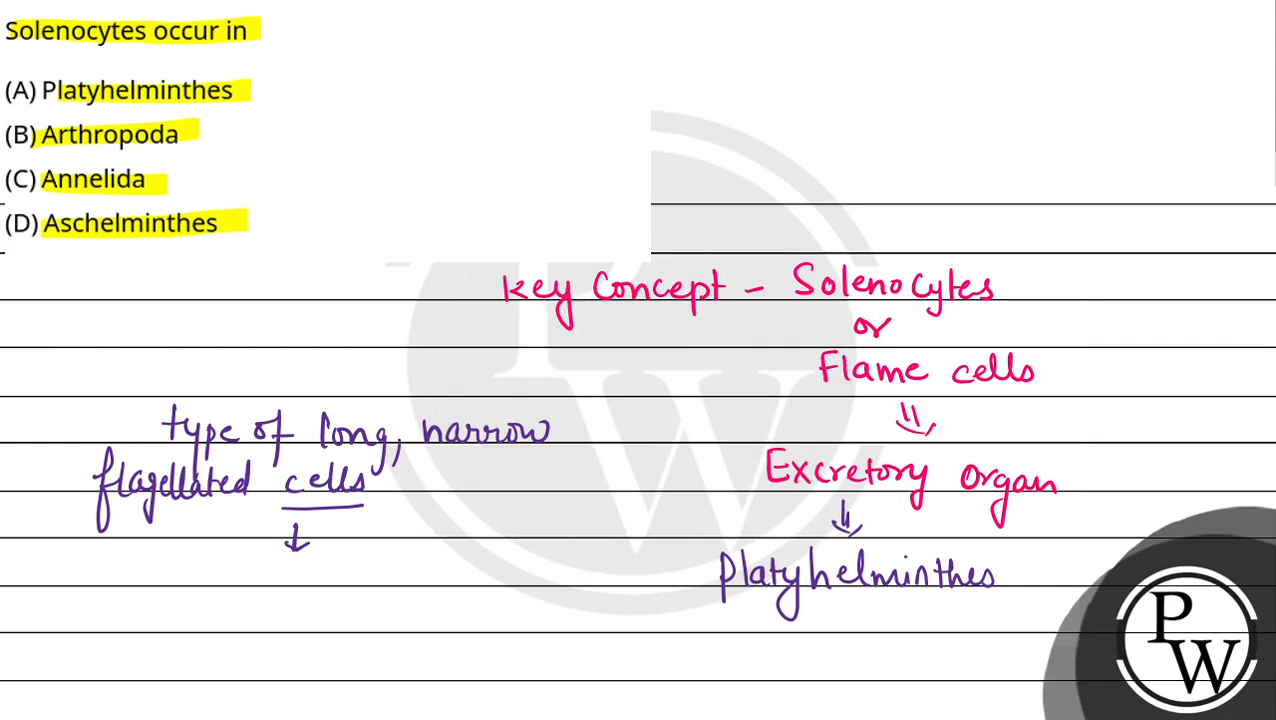 Solenocytes occur in
(A) Platyhelminthes
(B) Arthropoda
(C) Annelida
(D) Aschelminthes
Key Concept - Solenocytes
or
Flame cells
Excretory organ
Platyhelminthes
type of long, narrow
flagellated cells
P
W